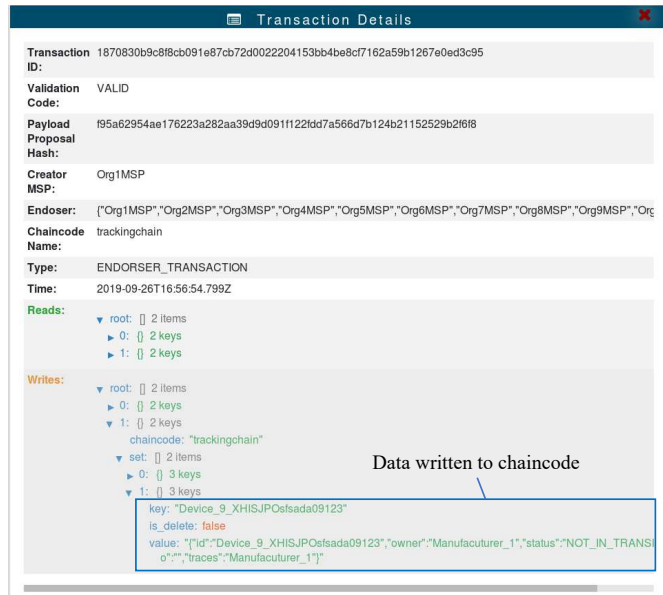 Transaction Details
Transaction ID: 1870830b9c8f8cb091e87cb72d0022204153bb4be8cf7162a59b1267e0ed3c95
Validation Code: VALID
Payload Proposal Hash: f95a62954ae176223a282aa39d9d091f122fdd7a566d7b124b21152529b2f6f8
Creator MSP: Org1MSP
Endoser: {"Org1MSP","Org2MSP","Org3MSP","Org4MSP","Org5MSP","Org6MSP","Org7MSP","Org8MSP","Org9MSP","Org
Chaincode Name: trackingchain
Type: ENDORSER_TRANSACTION
Time: 2019-09-26T16:56:54.799Z
Reads:
▼ root: [] 2 items
▶ 0: {} 2 keys
▶ 1: {} 2 keys
Writes:
▼ root: [] 2 items
▶ 0: {} 2 keys
▼ 1: {} 2 keys
chaincode: "trackingchain"
▼ set: [] 2 items
▶ 0: {} 3 keys
▼ 1: {} 3 keys
Data written to chaincode
key: "Device_9_XHISJPOsfsada09123"
is_delete: false
value: "{"id":"Device_9_XHISJPOsfsada09123","owner":"Manufacuturer_1","status":"NOT_IN_TRANSI
o":"","traces":"Manufacuturer_1"}"